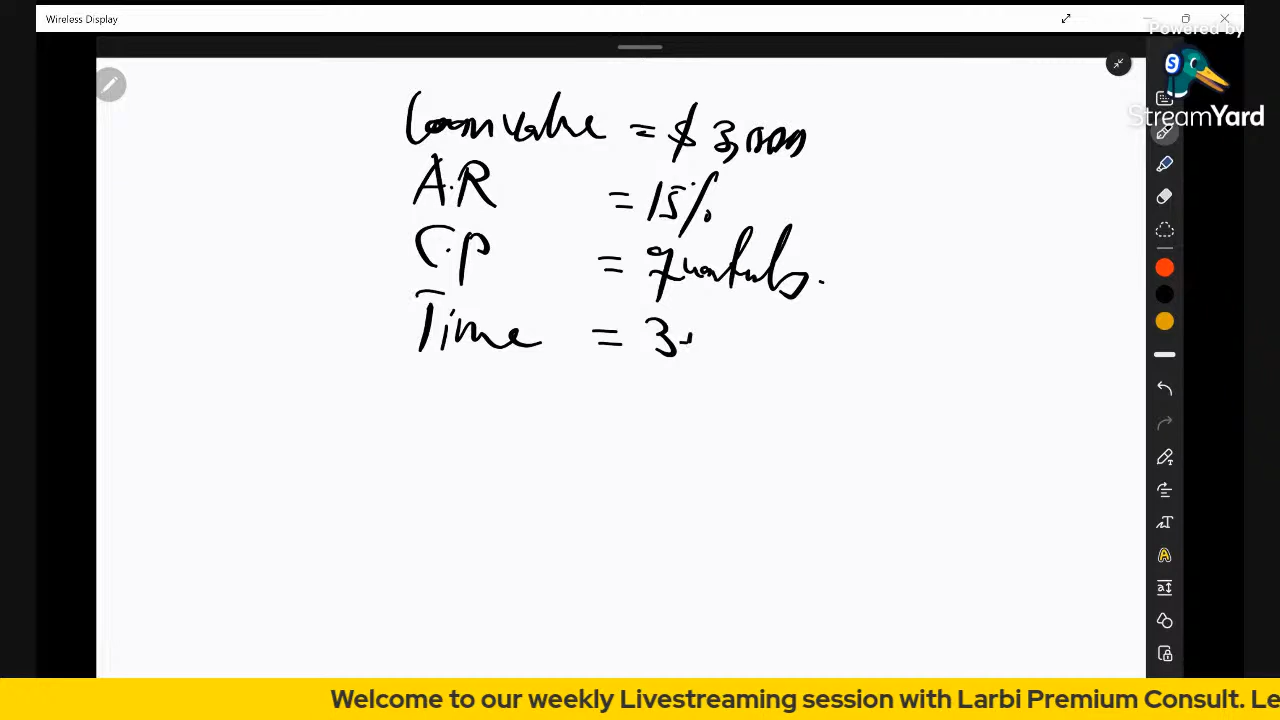 Wireless Display
Powered by
StreamYard
Loan value = $ 3,000
A.R = 15%
C.P = quarterly.
Time = 3
Welcome to our weekly Livestreaming session with Larbi Premium Consult. Le